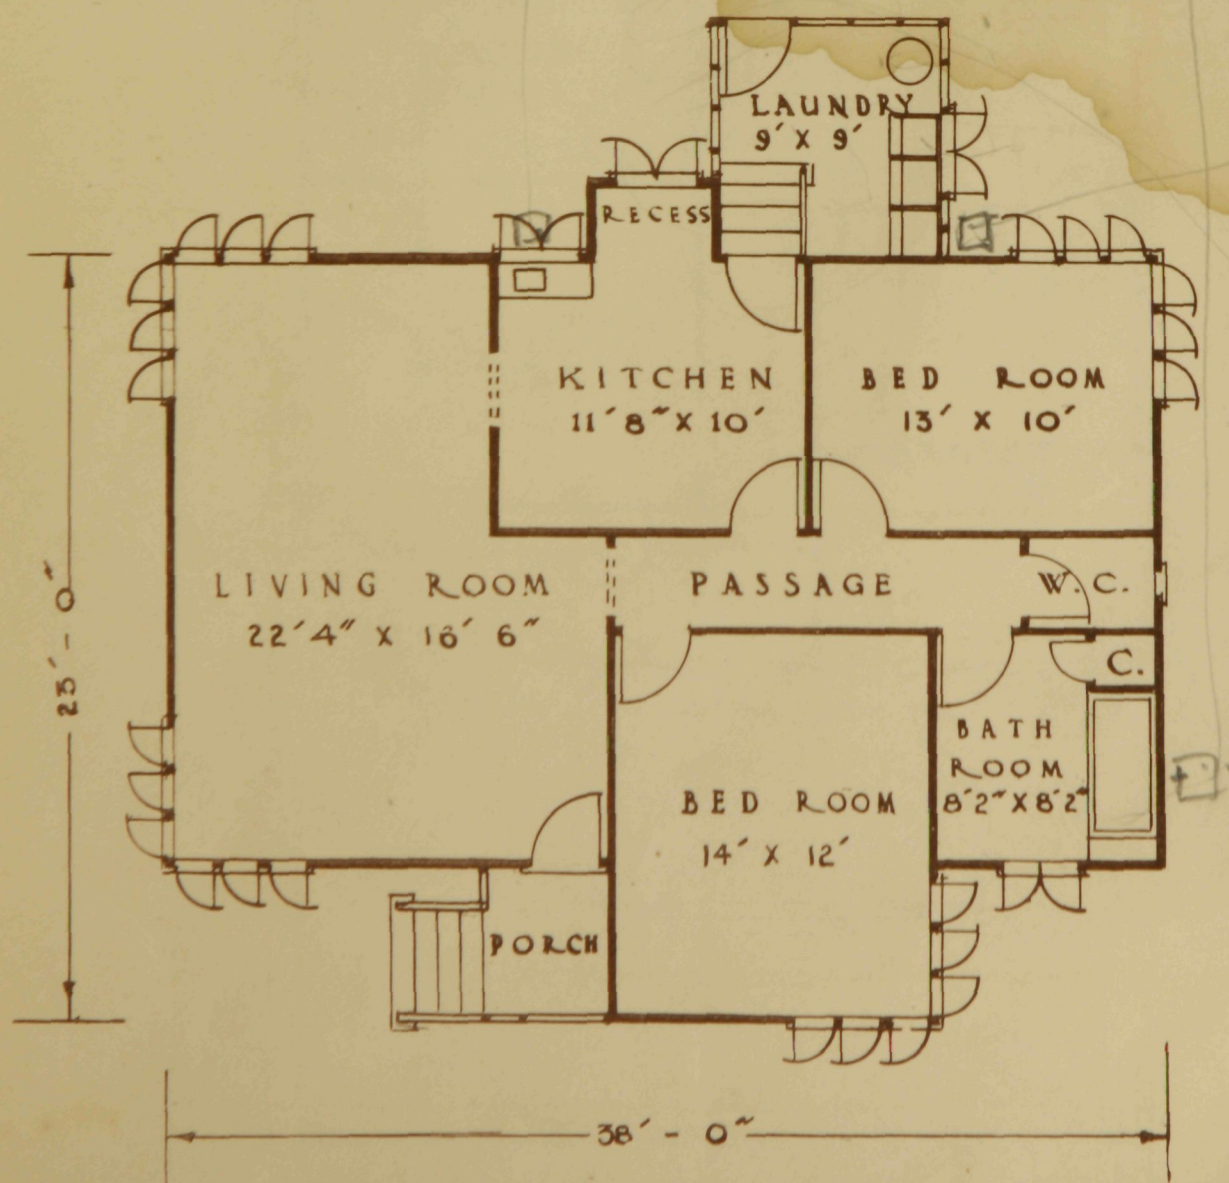 LAUNDRY
9' X 9'
RECESS
KITCHEN
11' 8" X 10'
BED ROOM
13' X 10'
LIVING ROOM
22' 4" X 16' 6"
PASSAGE
W.C.
C.
BATH
ROOM
8'2" X 8'2"
BED ROOM
14' X 12'
PORCH
23' - 0"
38' - 0"